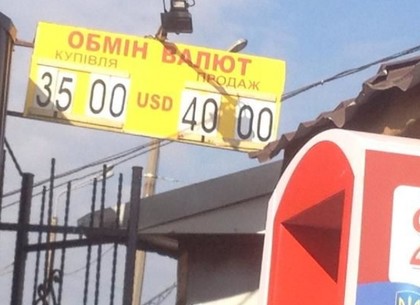 ОБМІН ВАЛЮТ
КУПІВЛЯ ПРОДАЖ
35 00 USD 40 00